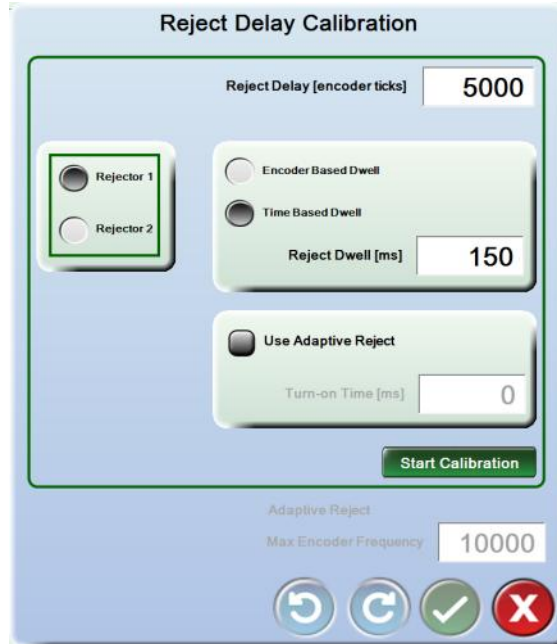 Reject Delay Calibration
Reject Delay [encoder ticks] 5000
Rejector 1
Rejector 2
Encoder Based Dwell
Time Based Dwell
Reject Dwell [ms] 150
Use Adaptive Reject
Turn-on Time [ms] 0
Start Calibration
Adaptive Reject
Max Encoder Frequency 10000